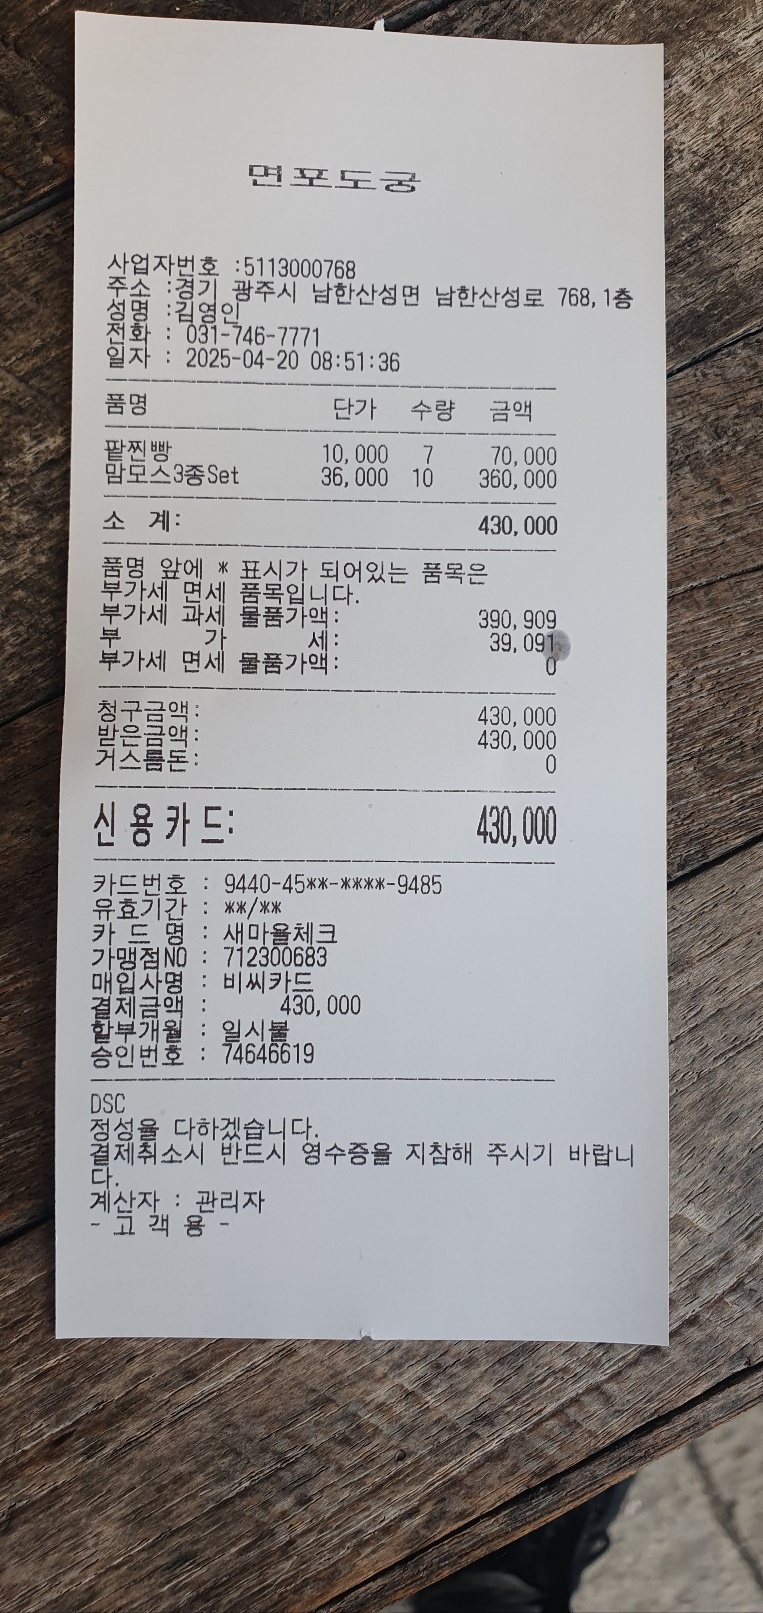 면포도궁
사업자번호 :5113000768
주소 :경기 광주시 남한산성면 남한산성로 768,1층
성명 :김영인
전화 : 031-746-7771
일자 : 2025-04-20 08:51:36
품명 단가 수량 금액
팥찐빵 10,000 7 70,000
맘모스3종Set 36,000 10 360,000
소 계: 430,000
품명 앞에 * 표시가 되어있는 품목은
부가세 면세 품목입니다.
부가세 과세 물품가액: 390,909
부 가 세: 39,091
부가세 면세 물품가액: 0
청구금액: 430,000
받은금액: 430,000
거스름돈: 0
신용카드: 430,000
카드번호 : 9440-45**-****-9485
유효기간 : **/**
카 드 명 : 새마을체크
가맹점NO : 712300683
매입사명 : 비씨카드
결제금액 : 430,000
할부개월 : 일시불
승인번호 : 74646619
DSC
정성을 다하겠습니다.
결제취소시 반드시 영수증을 지참해 주시기 바랍니
다.
계산자 : 관리자
- 고 객 용 -